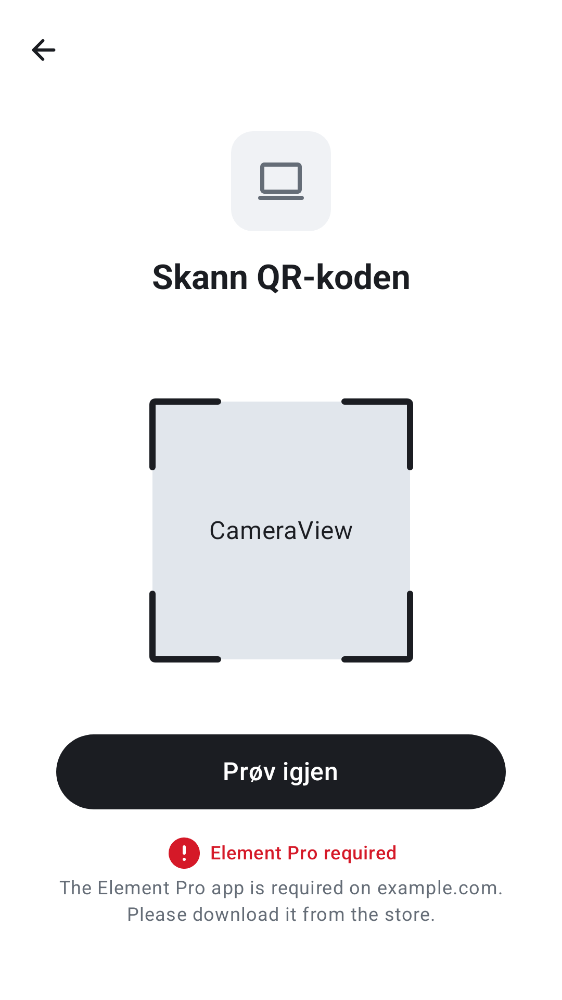 Skann QR-koden
CameraView
Prøv igjen
Element Pro required
The Element Pro app is required on example.com.
Please download it from the store.